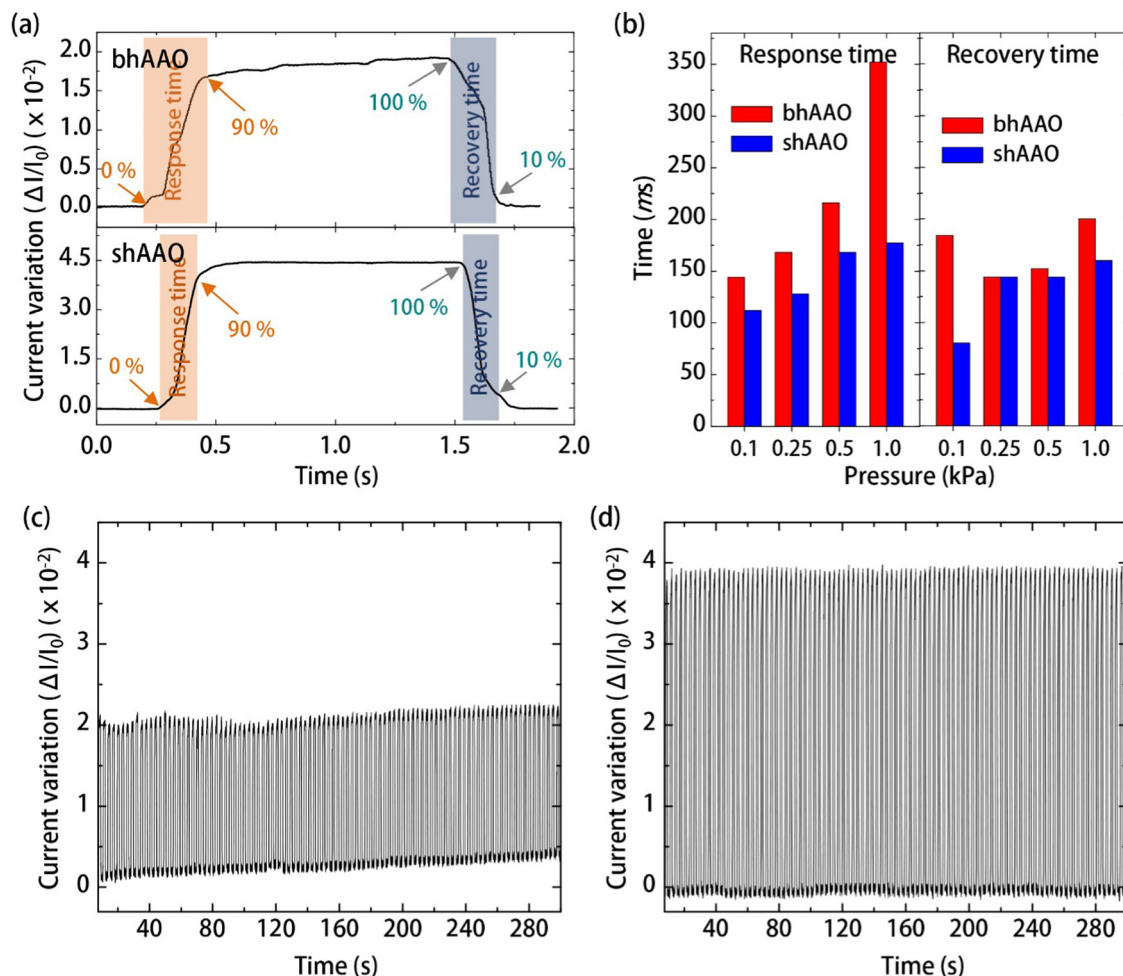 (a)
Current variation ( Δ I/I0) ( x 10-2)
2.0
1.5
1.0
0.5
0.0
bhAAO
Response time
0 %
90 %
100 %
Recovery time
10 %
4.5
3.0
1.5
0.0
shAAO
Response time
0 %
90 %
100 %
Recovery time
10 %
0.0 0.5 1.0 1.5 2.0
Time (s)
(b)
Time (ms)
350
300
250
200
150
100
50
0
Response time
bhAAO
shAAO
Recovery time
bhAAO
shAAO
0.1 0.25 0.5 1.0 0.1 0.25 0.5 1.0
Pressure (kPa)
(c)
Current variation ( Δ I/I0) ( x 10-2)
4
3
2
1
0
40 80 120 160 200 240 280
Time (s)
(d)
Current variation ( Δ I/I0) ( x 10-2)
4
3
2
1
0
40 80 120 160 200 240 280
Time (s)